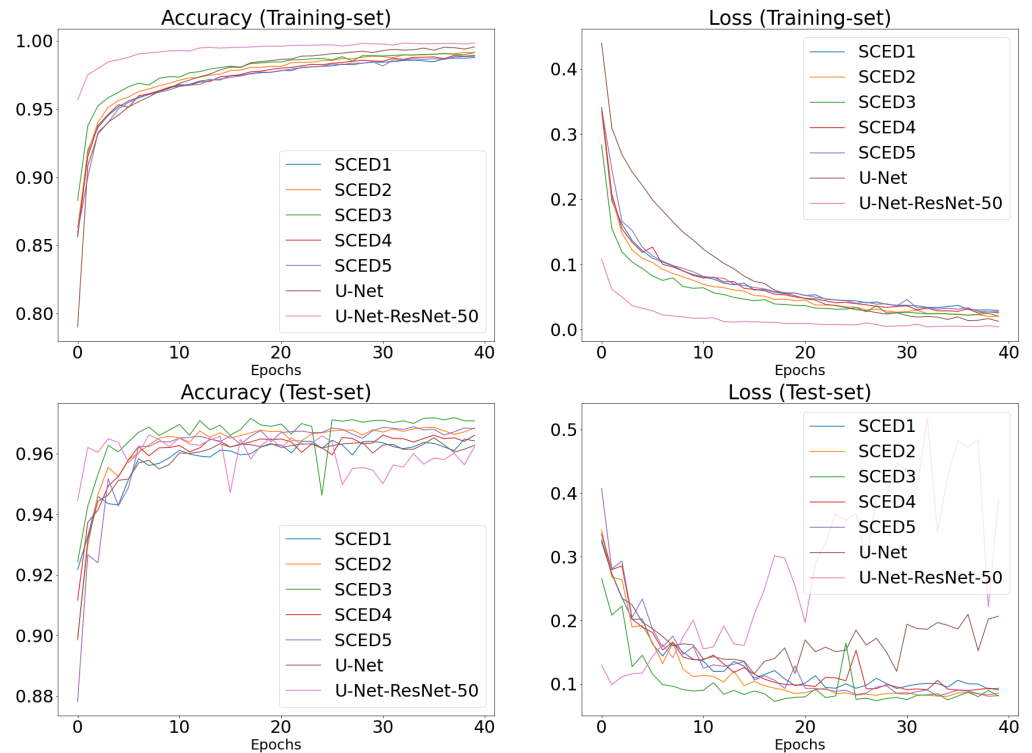 Accuracy (Training-set)
1.00
0.95
0.90
0.85
0.80
SCED1
SCED2
SCED3
SCED4
SCED5
U-Net
U-Net-ResNet-50
0 10 20 30 40
Epochs
Loss (Training-set)
0.4
0.3
0.2
0.1
0.0
SCED1
SCED2
SCED3
SCED4
SCED5
U-Net
U-Net-ResNet-50
0 10 20 30 40
Epochs
Accuracy (Test-set)
0.96
0.94
0.92
0.90
0.88
SCED1
SCED2
SCED3
SCED4
SCED5
U-Net
U-Net-ResNet-50
0 10 20 30 40
Epochs
Loss (Test-set)
0.5
0.4
0.3
0.2
0.1
SCED1
SCED2
SCED3
SCED4
SCED5
U-Net
U-Net-ResNet-50
0 10 20 30 40
Epochs